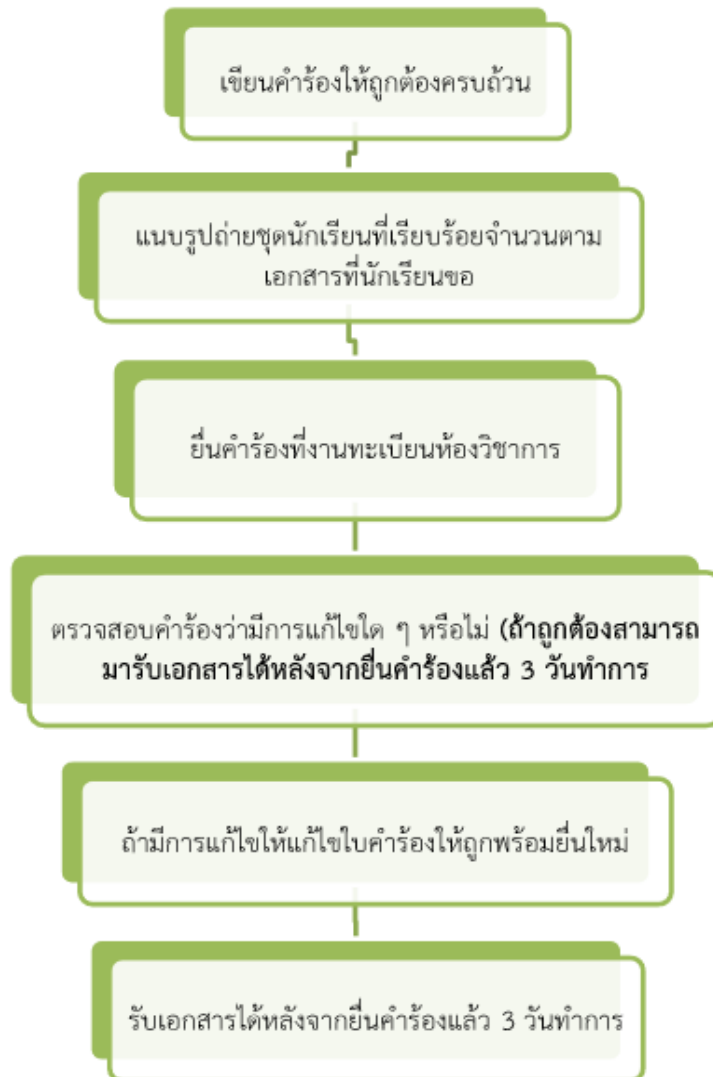 เขียนคำร้องให้ถูกต้องครบถ้วน
แนบรูปถ่ายชุดนักเรียนที่เรียบร้อยจำนวนตาม
เอกสารที่นักเรียนขอ
ยื่นคำร้องที่งานทะเบียนห้องวิชาการ
ตรวจสอบคำร้องว่ามีการแก้ไขใด ๆ หรือไม่ (ถ้าถูกต้องสามารถ
มารับเอกสารได้หลังจากยื่นคำร้องแล้ว 3 วันทำการ
ถ้ามีการแก้ไขให้แก้ไขใบคำร้องให้ถูกพร้อมยื่นใหม่
รับเอกสารได้หลังจากยื่นคำร้องแล้ว 3 วันทำการ